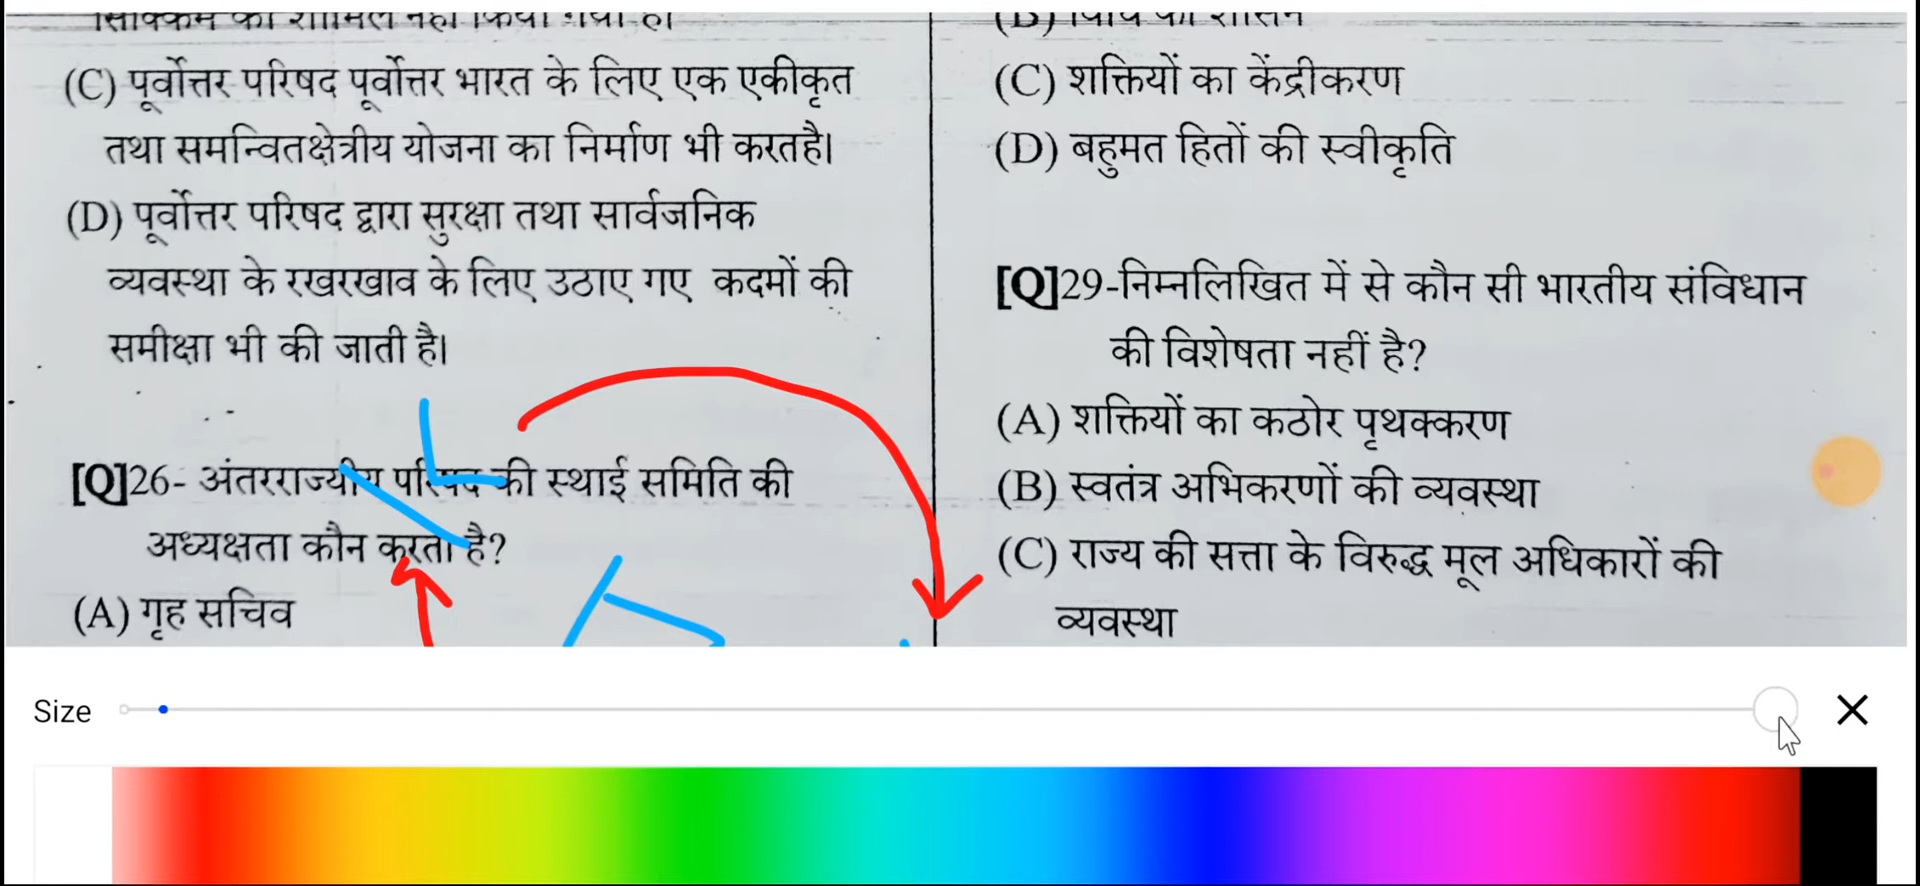 (C) पूर्वोत्तर परिषद पूर्वोत्तर भारत के लिए एक एकीकृत
तथा समन्वितक्षेत्रीय योजना का निर्माण भी करतहै।
(D) पूर्वोत्तर परिषद द्वारा सुरक्षा तथा सार्वजनिक
व्यवस्था के रखरखाव के लिए उठाए गए कदमों की
समीक्षा भी की जाती है।
[Q]26- अंतरराज्यीय परिषद की स्थाई समिति की
अध्यक्षता कौन करता है?
(A) गृह सचिव
(C) शक्तियों का केंद्रीकरण
(D) बहुमत हितों की स्वीकृति
[Q]29-निम्नलिखित में से कौन सी भारतीय संविधान
की विशेषता नहीं है?
(A) शक्तियों का कठोर पृथक्करण
(B) स्वतंत्र अभिकरणों की व्यवस्था
(C) राज्य की सत्ता के विरुद्ध मूल अधिकारों की
व्यवस्था
Size